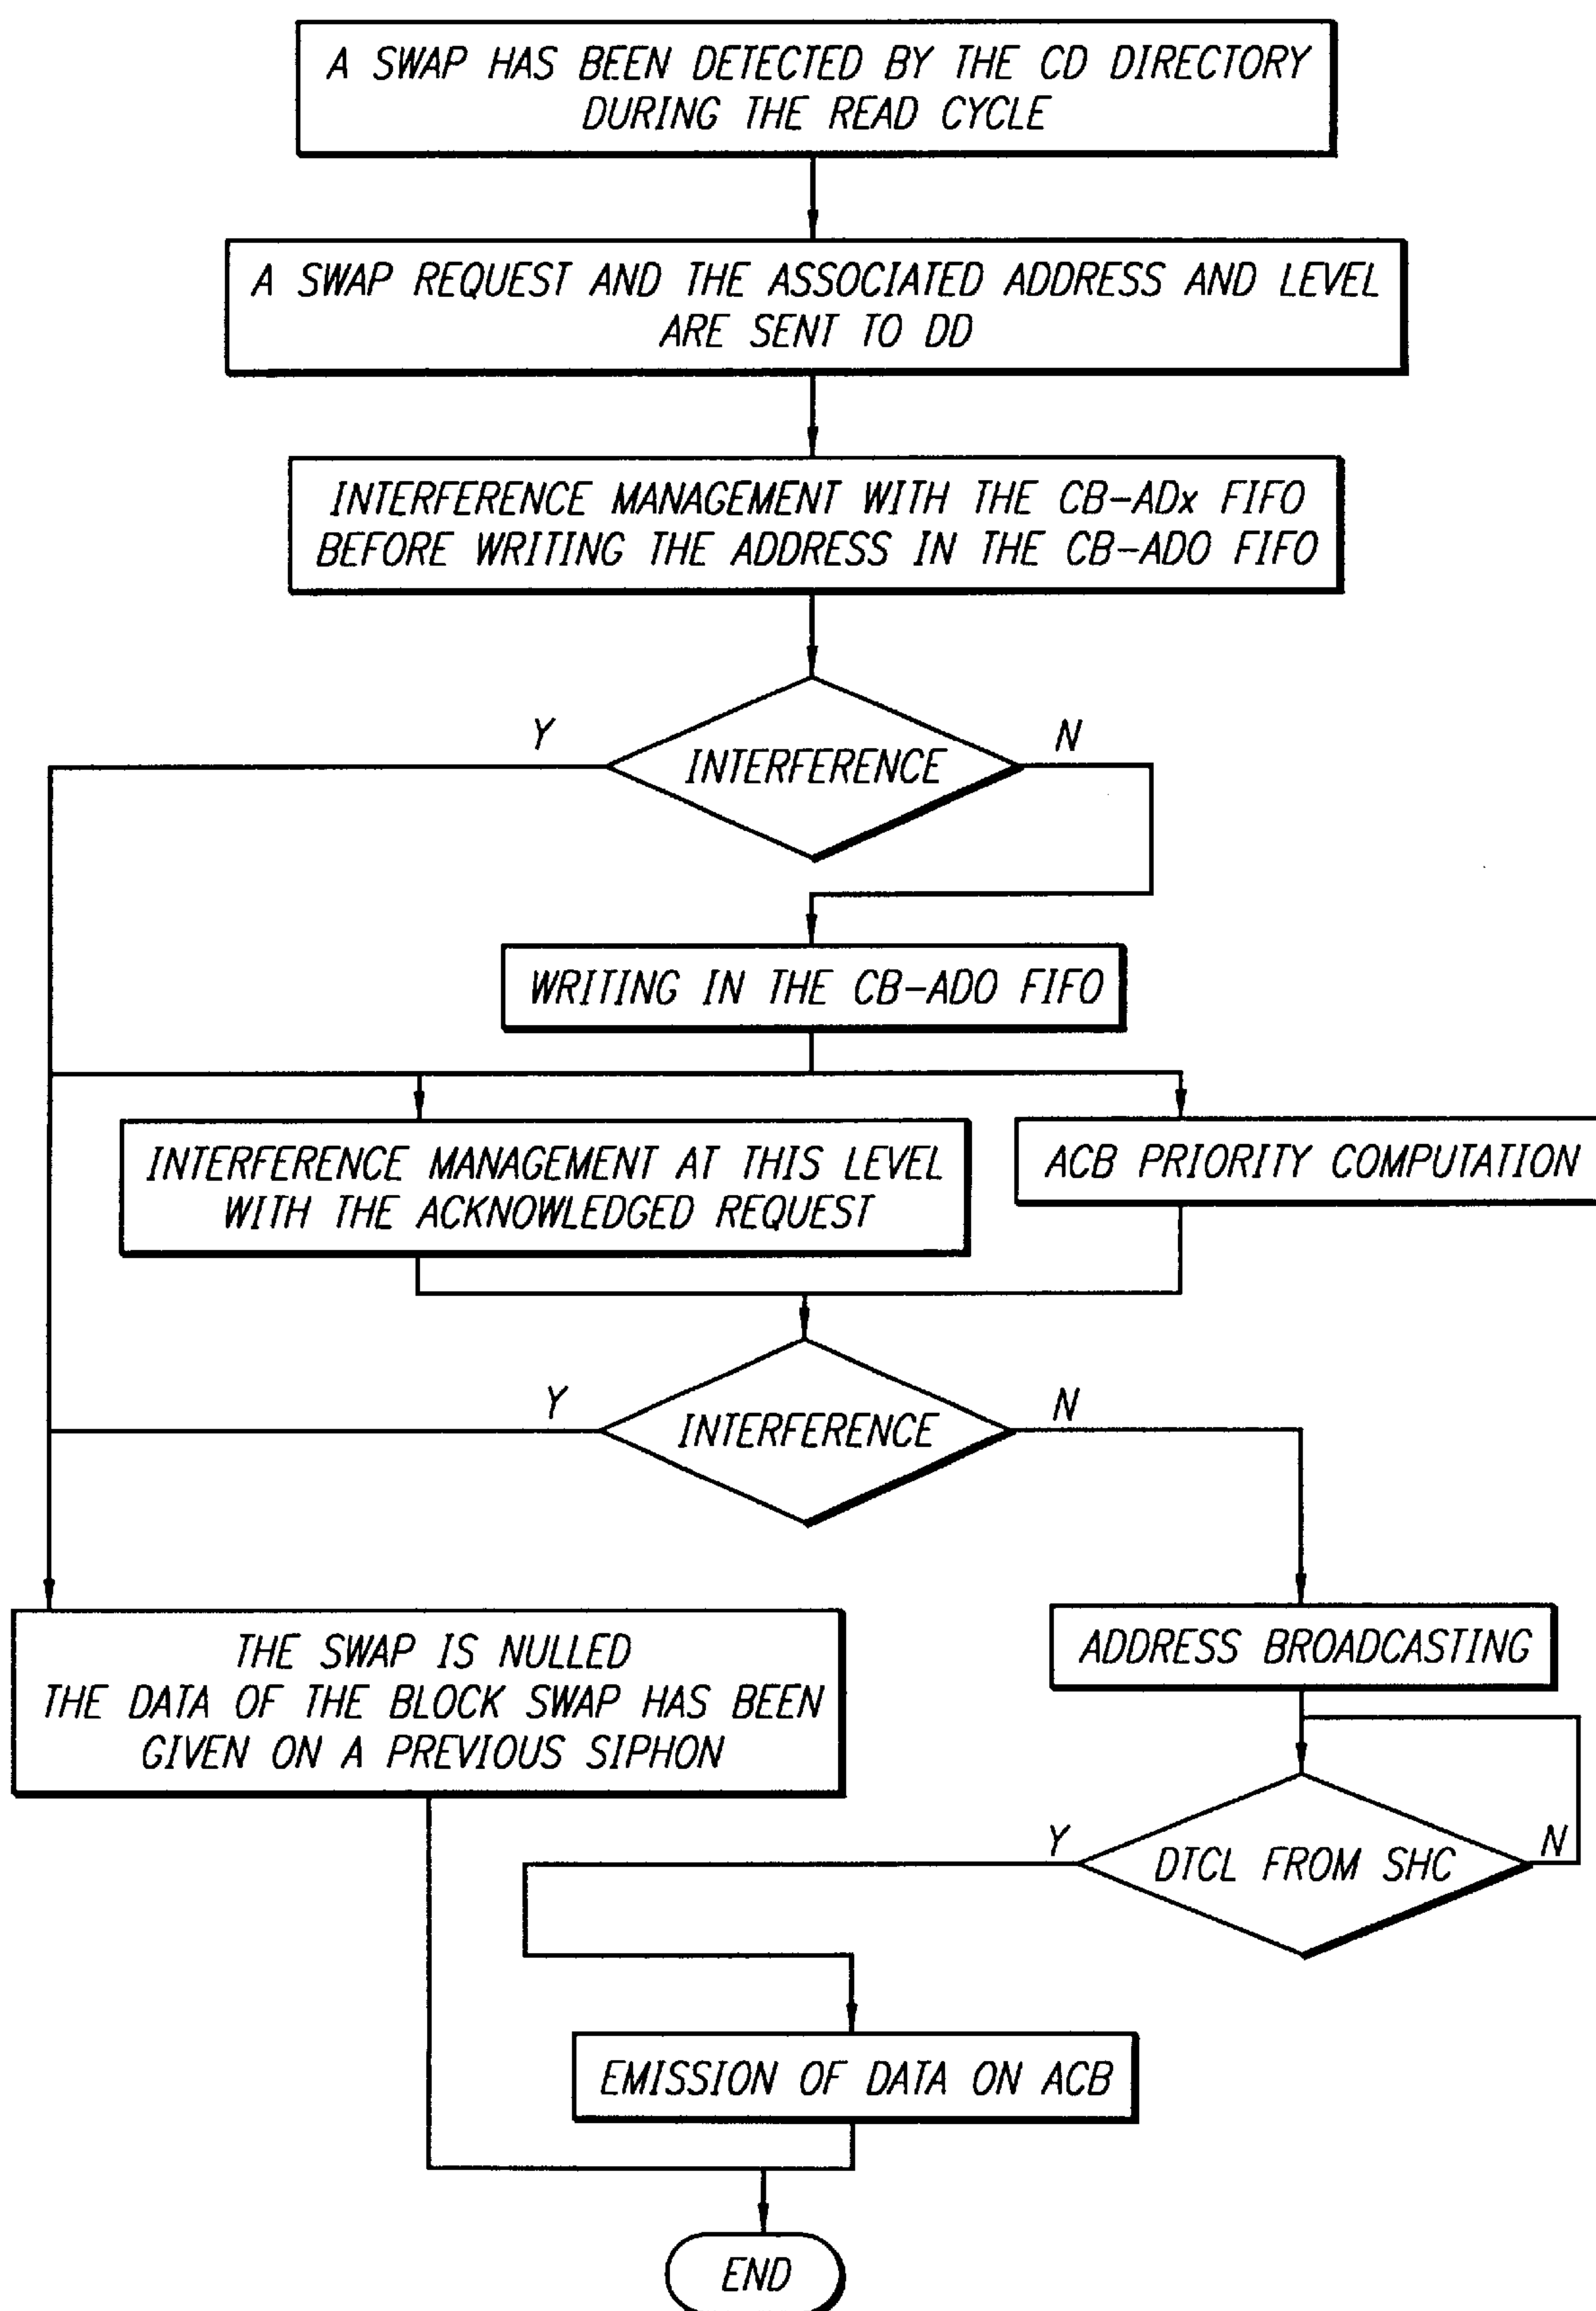 A SWAP HAS BEEN DETECTED BY THE CD DIRECTORY
DURING THE READ CYCLE
A SWAP REQUEST AND THE ASSOCIATED ADDRESS AND LEVEL
ARE SENT TO DD
INTERFERENCE MANAGEMENT WITH THE CB-ADx FIFO
BEFORE WRITING THE ADDRESS IN THE CB-ADO FIFO
Y
N
INTERFERENCE
WRITING IN THE CB-ADO FIFO
INTERFERENCE MANAGEMENT AT THIS LEVEL
WITH THE ACKNOWLEDGED REQUEST
ACB PRIORITY COMPUTATION
Y
N
INTERFERENCE
THE SWAP IS NULLED
THE DATA OF THE BLOCK SWAP HAS BEEN
GIVEN ON A PREVIOUS SIPHON
ADDRESS BROADCASTING
Y
DTCL FROM SHC
N
EMISSION OF DATA ON ACB
END